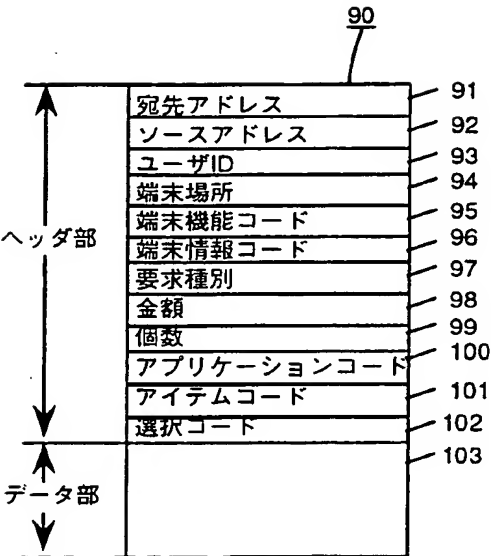 90
宛先アドレス 91
ソースアドレス 92
ユーザID 93
端末場所 94
端末機能コード 95
ヘッダ部
端末情報コード 96
要求種別 97
金額 98
個数 99
アプリケーションコード 100
アイテムコード 101
選択コード 102
103
データ部